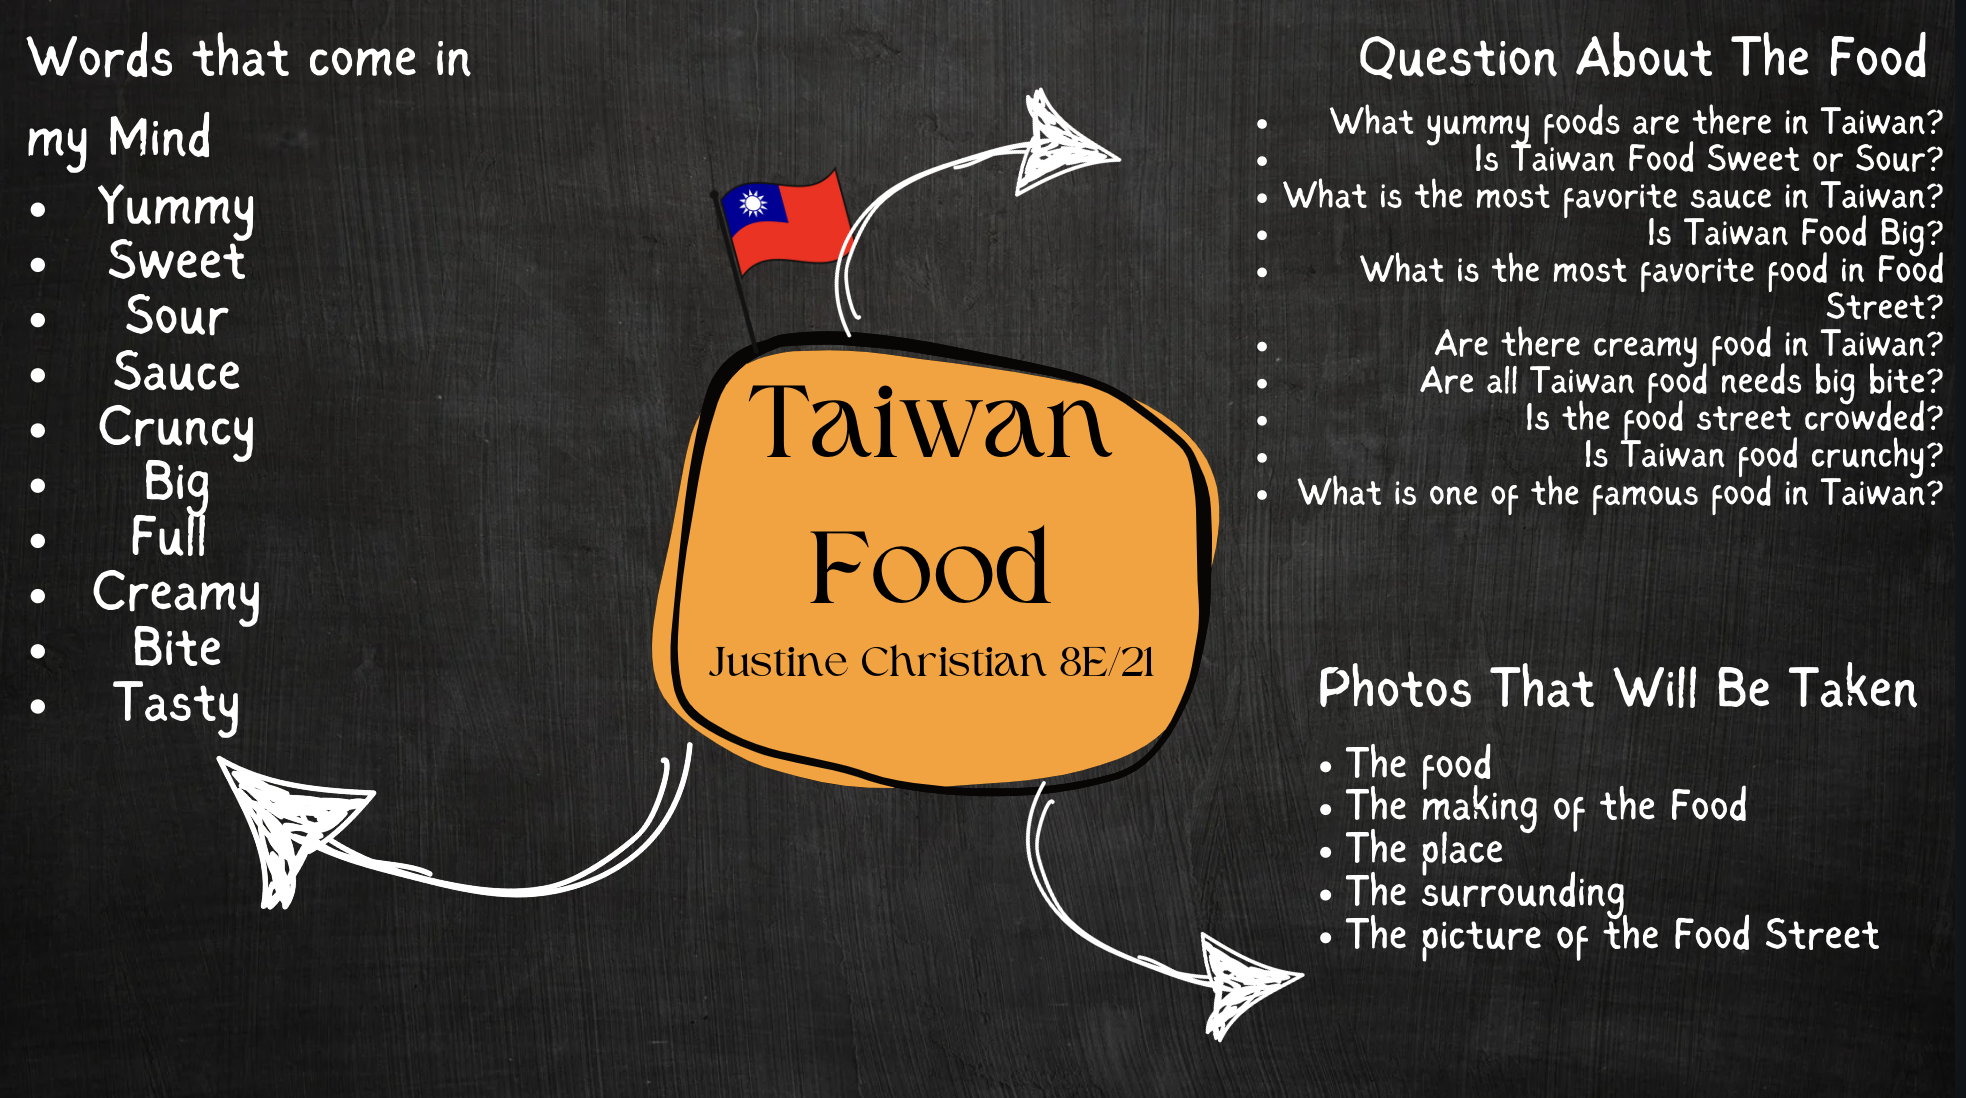 Words that come in
my Mind
• Yummy
• Sweet
• Sour
• Sauce
• Cruncy
• Big
• Full
• Creamy
• Bite
• Tasty
Taiwan
Food
Justine Christian 8E/21
Question About The Food
• What yummy foods are there in Taiwan?
• Is Taiwan Food Sweet or Sour?
• What is the most favorite sauce in Taiwan?
• Is Taiwan Food Big?
• What is the most favorite food in Food
Street?
• Are there creamy food in Taiwan?
• Are all Taiwan food needs big bite?
• Is the food street crowded?
• Is Taiwan food crunchy?
• What is one of the famous food in Taiwan?
Photos That Will Be Taken
• The food
• The making of the Food
• The place
• The surrounding
• The picture of the Food Street